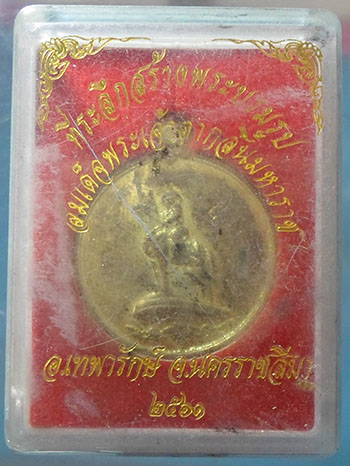 ที่ระลึกสร้างพระบรมรูป
สมเด็จพระเจ้าตากสินมหาราช
อ.เทพารักษ์ จ.นครราชสีมา
๒๕๖๑